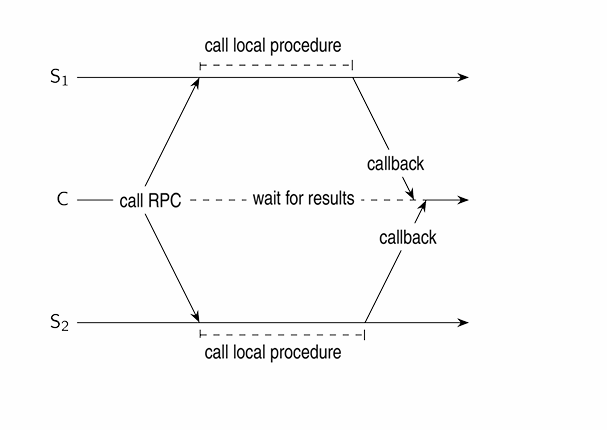 call local procedure
S1
callback
C
call RPC
wait for results
callback
S2
call local procedure